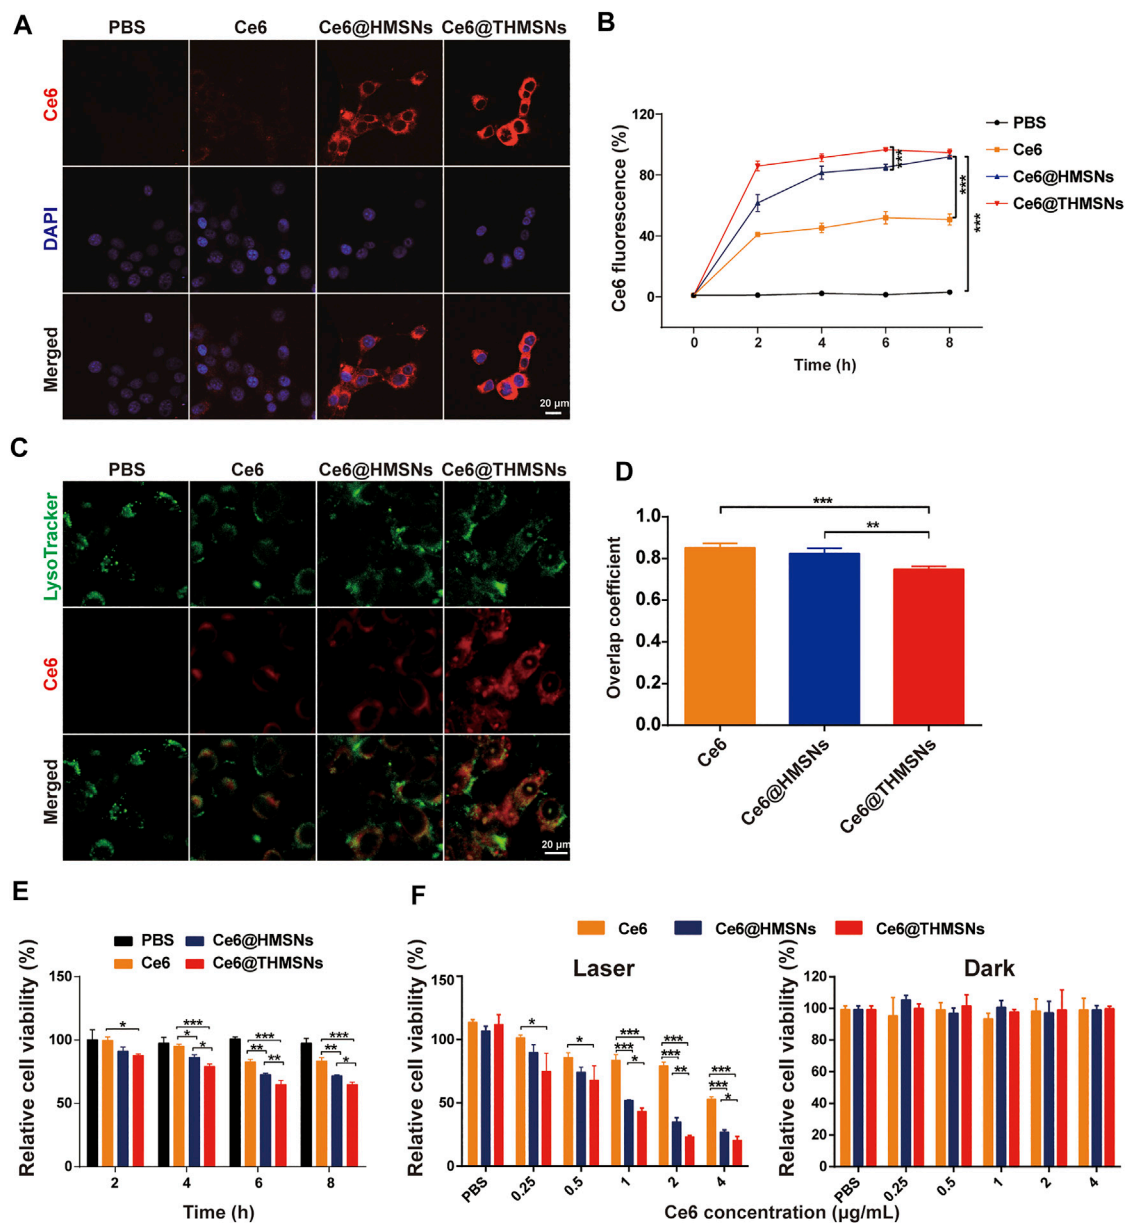 A
PBS
Ce6
Ce6@HMSNs
Ce6@THMSNs
Ce6
DAPI
Merged
20 µm
B
Ce6 fluorescence (%)
120
80
40
0
0
2
4
6
8
Time (h)
***
***
***
PBS
Ce6
Ce6@HMSNs
Ce6@THMSNs
C
PBS
Ce6
Ce6@HMSNs
Ce6@THMSNs
LysoTracker
Ce6
Merged
20 µm
D
Overlap coefficient
1.0
0.8
0.6
0.4
0.2
0.0
***
**
Ce6
Ce6@HMSNs
Ce6@THMSNs
E
PBS
Ce6@HMSNs
Ce6
Ce6@THMSNs
Relative cell viability (%)
150
100
50
0
*
***
*
*
***
**
**
***
**
*
2
4
6
8
Time (h)
F
Ce6
Ce6@HMSNs
Ce6@THMSNs
Laser
Relative cell viability (%)
150
100
50
0
*
*
***
***
*
***
***
**
***
***
*
PBS
0.25
0.5
1
2
4
Dark
Relative cell viability (%)
120
100
80
60
40
20
0
PBS
0.25
0.5
1
2
4
Ce6 concentration (µg/mL)